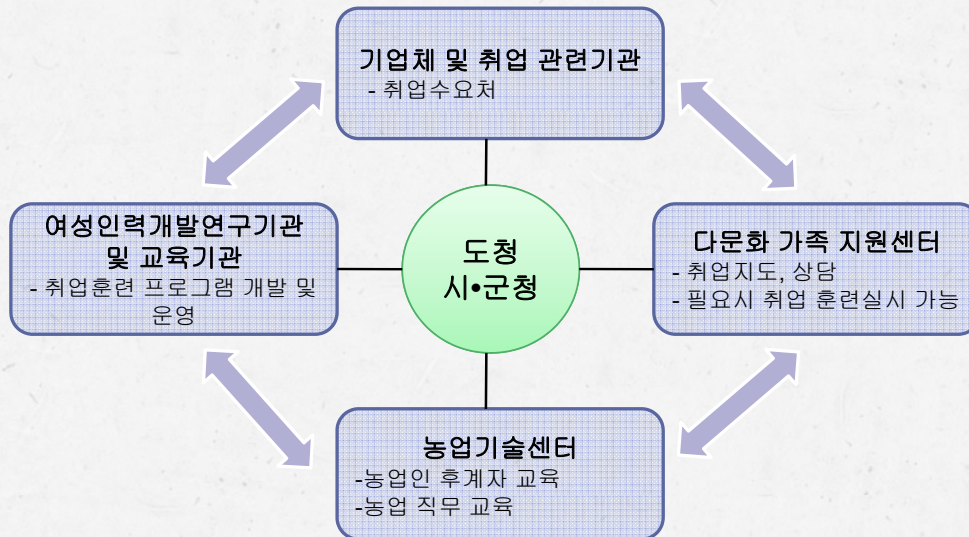 기업체 및 취업 관련기관
- 취업수요처
여성인력개발연구기관
및 교육기관
- 취업훈련 프로그램 개발 및
운영
도청
시•군청
다문화 가족 지원센터
- 취업지도, 상담
- 필요시 취업 훈련실시 가능
농업기술센터
-농업인 후계자 교육
-농업 직무 교육